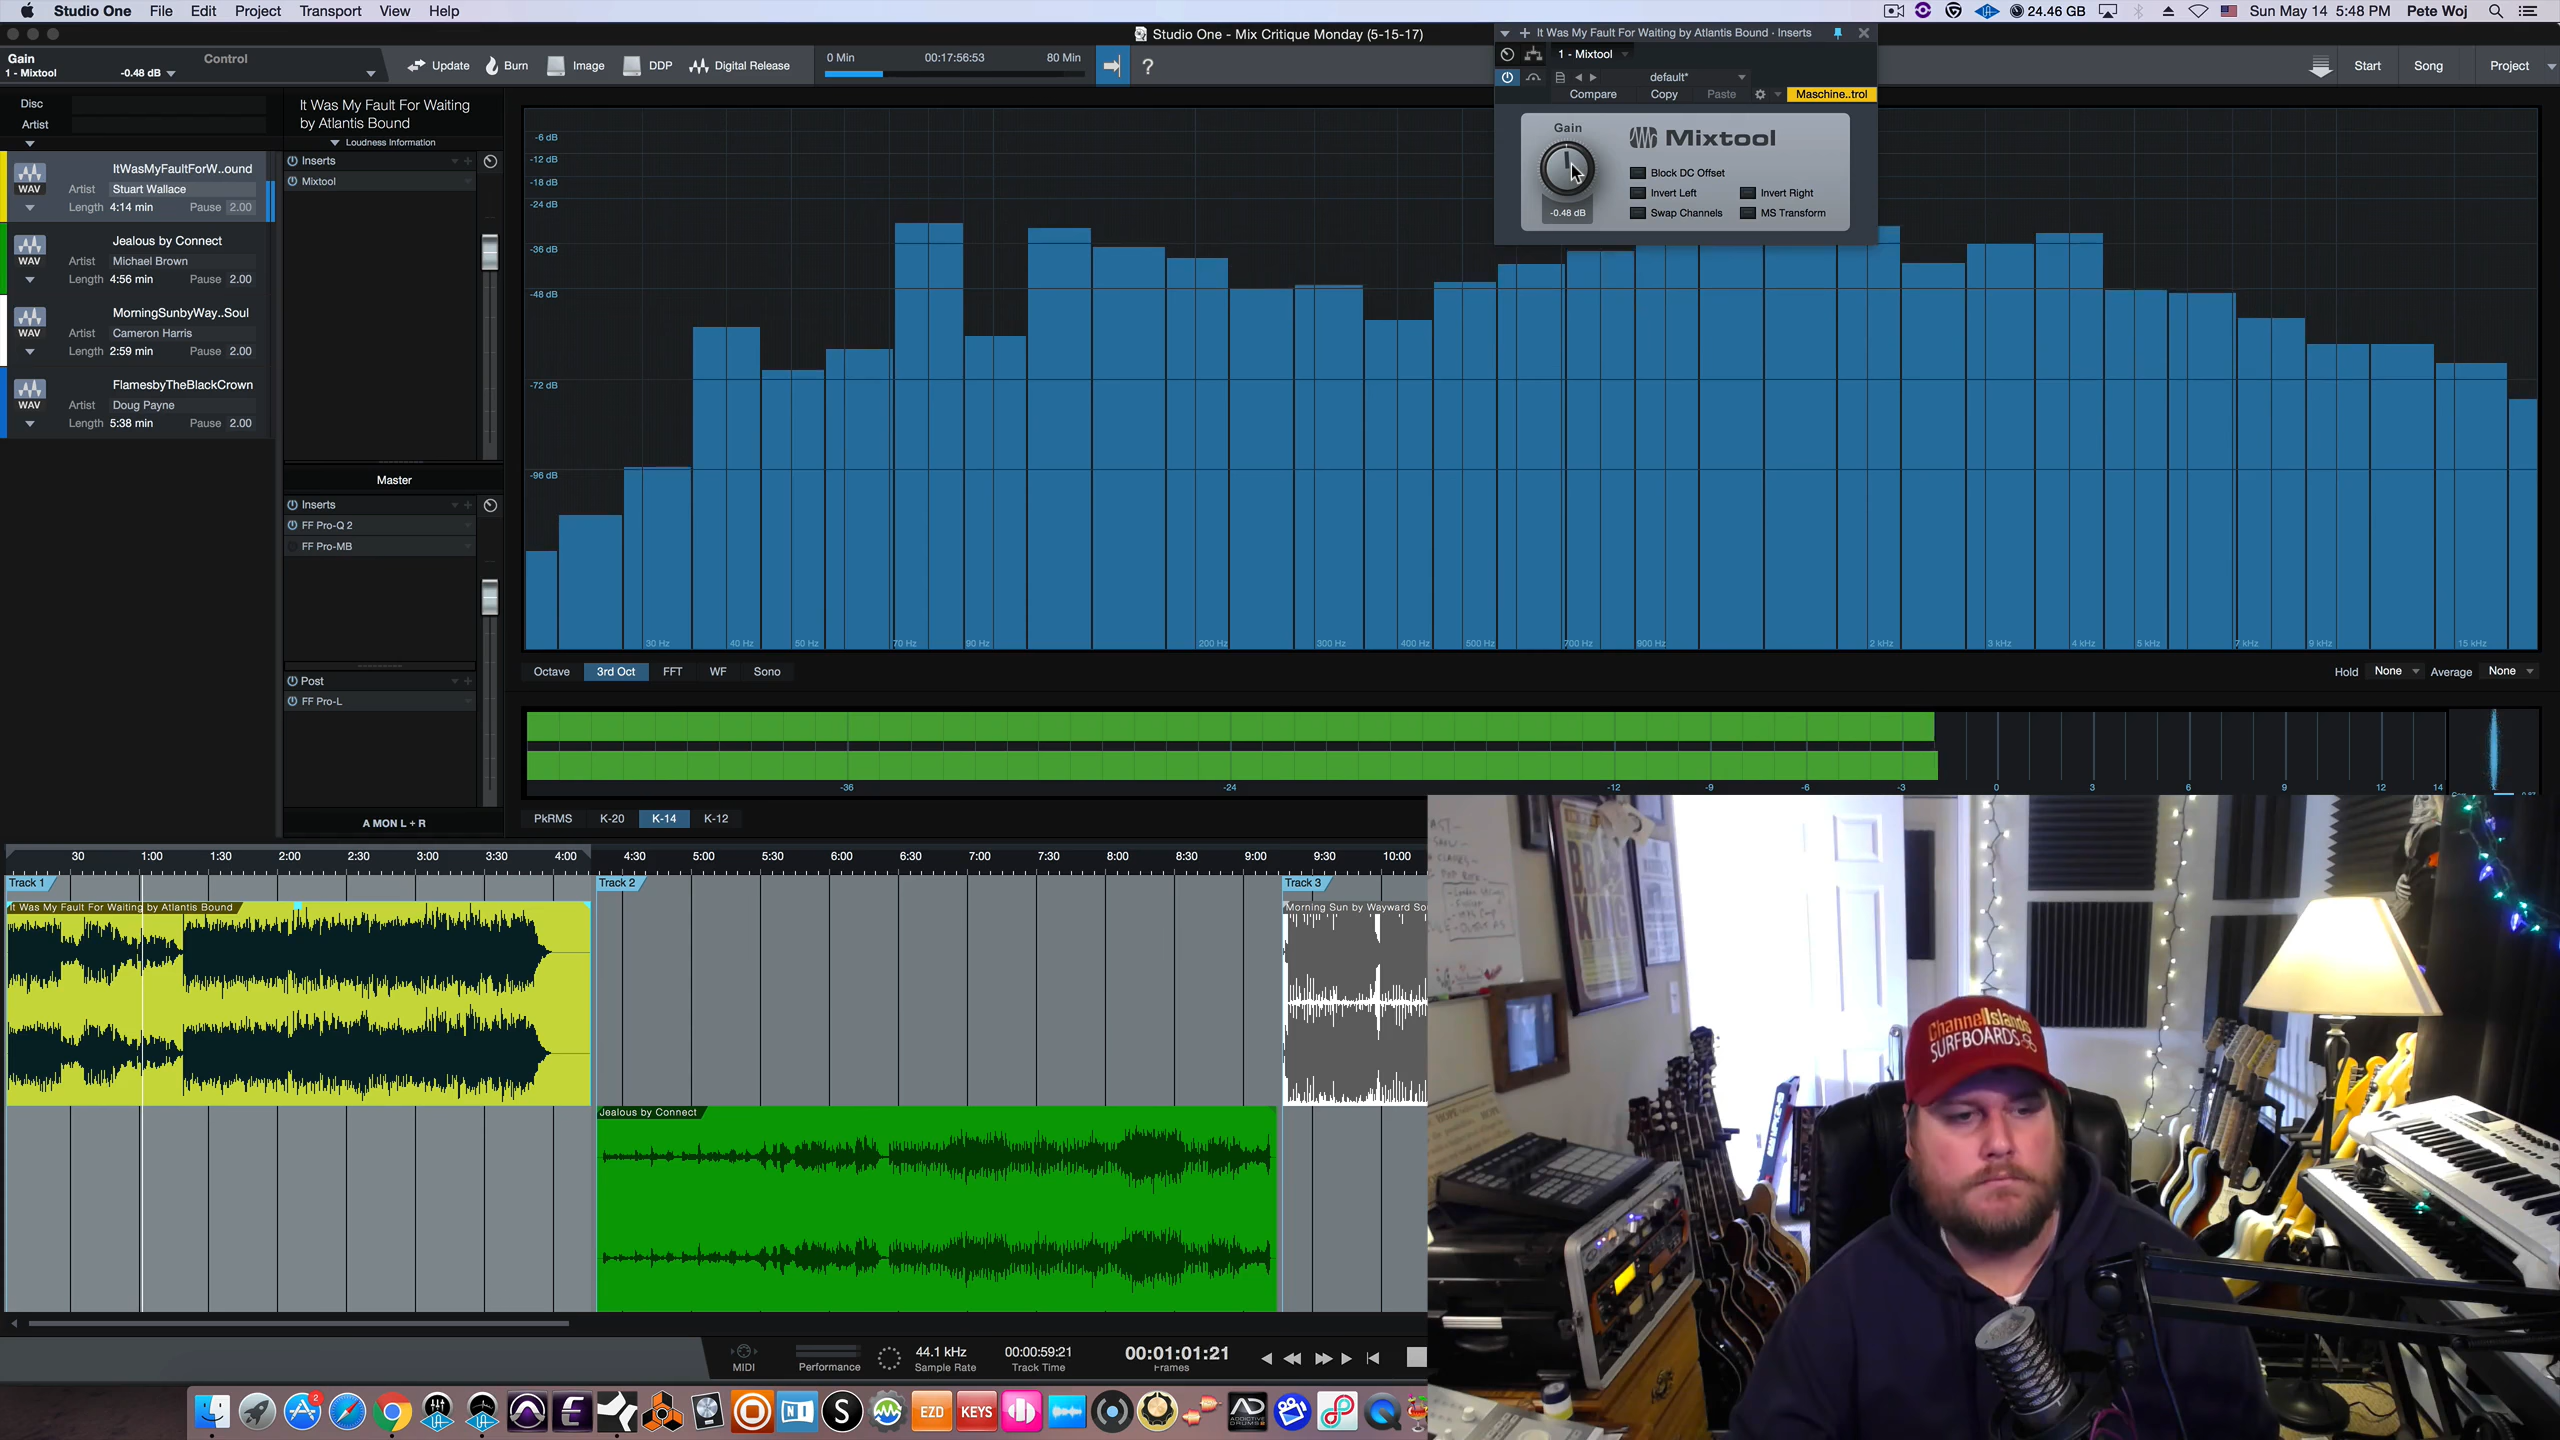 Studio One File Edit Project Transport View Help
24.46 GB Sun May 14 5:48 PM Pete Woj
Studio One - Mix Critique Monday (5-15-17)
Gain Control
1 - Mixtool -0.48 dB
Update Burn Image DDP Digital Release
0 Min 00:17:56:53 80 Min
?
Start Song Project
It Was My Fault For Waiting by Atlantis Bound · Inserts
1 - Mixtool
default*
Compare Copy Paste Maschine..trol
Gain
Mixtool
Block DC Offset
Invert Left Invert Right
Swap Channels MS Transform
-0.48 dB
Disc
Artist
ItWasMyFaultForW..ound
WAV
Artist Stuart Wallace
Length 4:14 min Pause 2.00
Jealous by Connect
WAV
Artist Michael Brown
Length 4:56 min Pause 2.00
MorningSunbyWay..Soul
WAV
Artist Cameron Harris
Length 2:59 min Pause 2.00
FlamesbyTheBlackCrown
WAV
Artist Doug Payne
Length 5:38 min Pause 2.00
It Was My Fault For Waiting
by Atlantis Bound
Loudness Information
Inserts
Mixtool
Master
Inserts
FF Pro-Q 2
FF Pro-MB
Post
FF Pro-L
A MON L + R
-6 dB
-12 dB
-18 dB
-24 dB
-36 dB
-48 dB
-72 dB
-96 dB
30 Hz 40 Hz 50 Hz 70 Hz 90 Hz 200 Hz 300 Hz 400 Hz 500 Hz 700 Hz 900 Hz 2 kHz 3 kHz 4 kHz 5 kHz 7 kHz 9 kHz 15 kHz
Octave 3rd Oct FFT WF Sono
Hold None Average None
-36 -24 -12 -9 -6 -3 0 3 6 9 12 14
PkRMS K-20 K-14 K-12
30 1:00 1:30 2:00 2:30 3:00 3:30 4:00 4:30 5:00 5:30 6:00 6:30 7:00 7:30 8:00 8:30 9:00 9:30 10:00
Track 1 Track 2 Track 3
It Was My Fault For Waiting by Atlantis Bound
Morning Sun by Wayward So
Jealous by Connect
MIDI
Performance
44.1 kHz
Sample Rate
00:00:59:21
Track Time
00:01:01:21
Frames
2
EZD
KEYS
AD
BB
KING
Channel Islands
SURFBOARDS